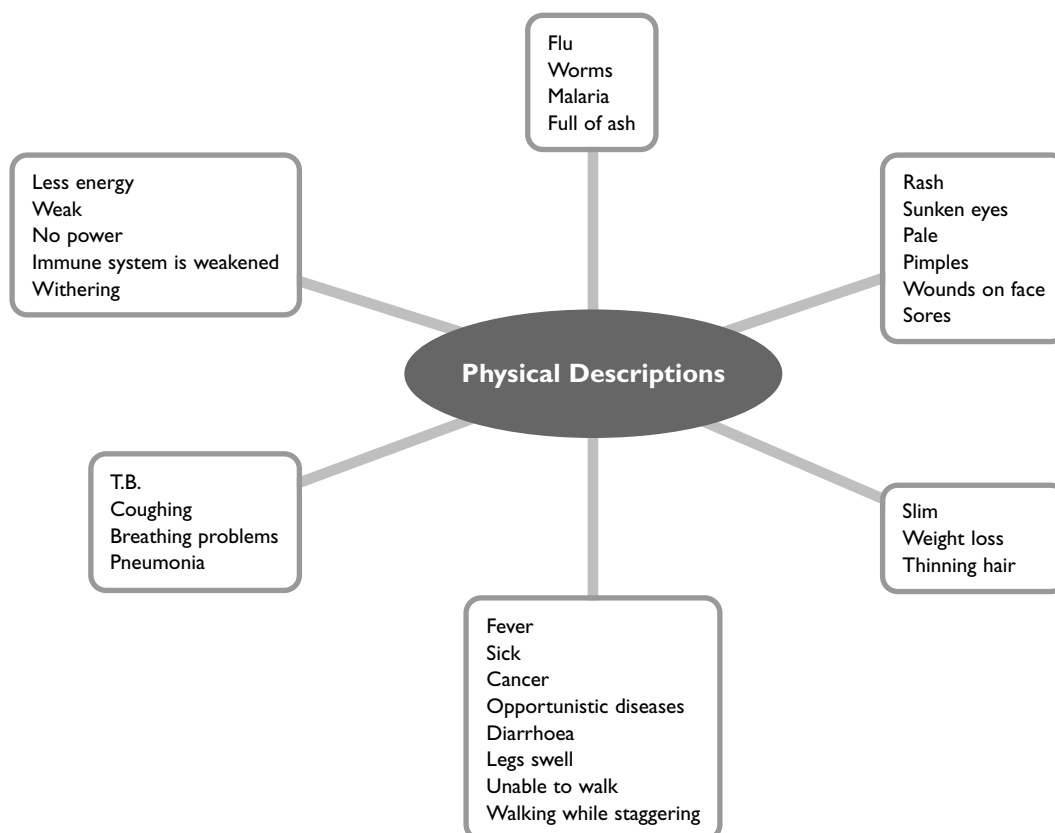 Flu
Worms
Malaria
Full of ash
Less energy
Weak
No power
Immune system is weakened
Withering
Rash
Sunken eyes
Pale
Pimples
Wounds on face
Sores
Physical Descriptions
T.B.
Coughing
Breathing problems
Pneumonia
Slim
Weight loss
Thinning hair
Fever
Sick
Cancer
Opportunistic diseases
Diarrhoea
Legs swell
Unable to walk
Walking while staggering